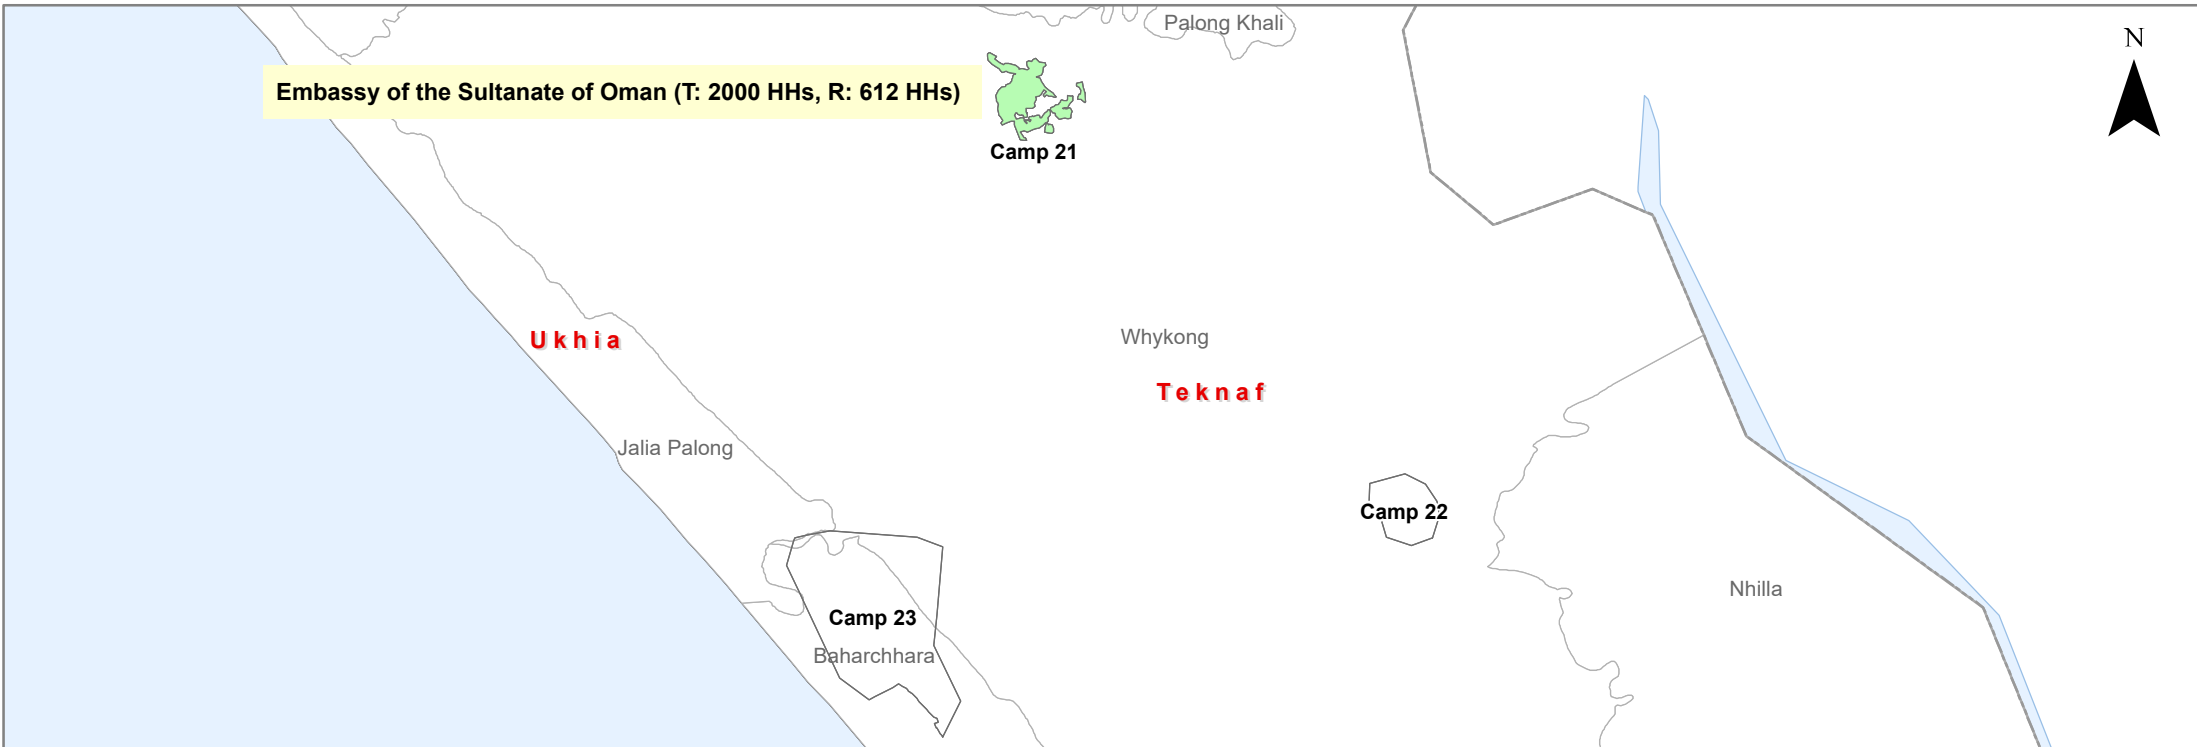 Palong Khali
N
Embassy of the Sultanate of Oman (T: 2000 HHs, R: 612 HHs)
Camp 21
Whykong
Ukhia
Teknaf
Jalia Palong
Camp 22
Nhilla
Camp 23
Baharchhara